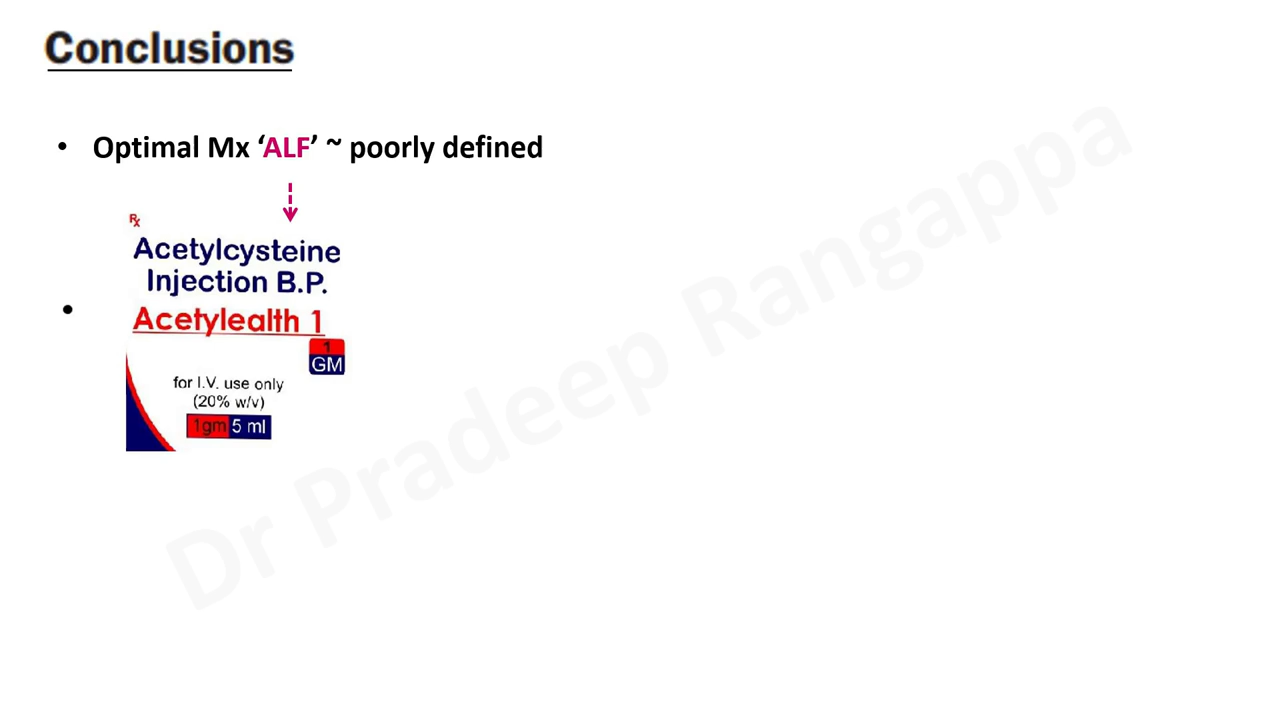 Conclusions
• Optimal Mx ‘ALF’ ~ poorly defined
Rx
Acetylcysteine
Injection B.P.
•
Acetylealth 1
1
GM
for I.V. use only
(20% w/v)
1gm 5 ml
Dr Pradeep Rangappa